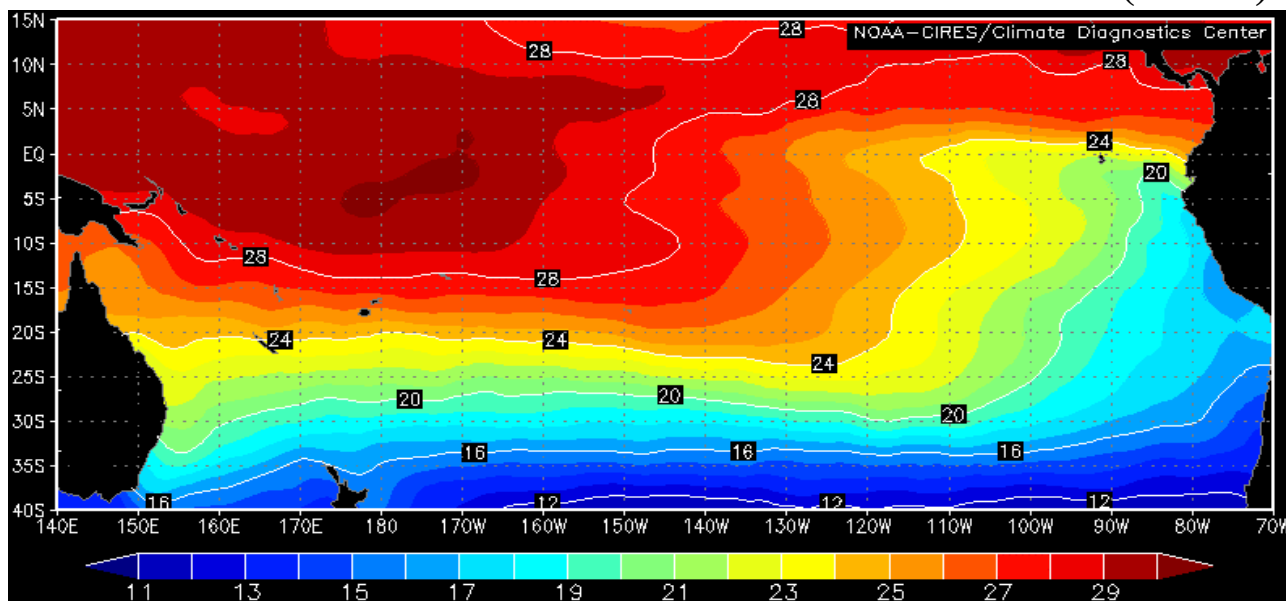 15N 28 28 NOAA-CIRES/Climate Diagnostics Center
10N 28
5N 28
EQ 24
5S 20
10S
28 28
15S
20S 24 24
24
25S
20 20 20
30S
16 16 16
35S
16 12 12 12
40S
140E 150E 160E 170E 180 170W 160W 150W 140W 130W 120W 110W 100W 90W 80W 70W
11 13 15 17 19 21 23 25 27 29